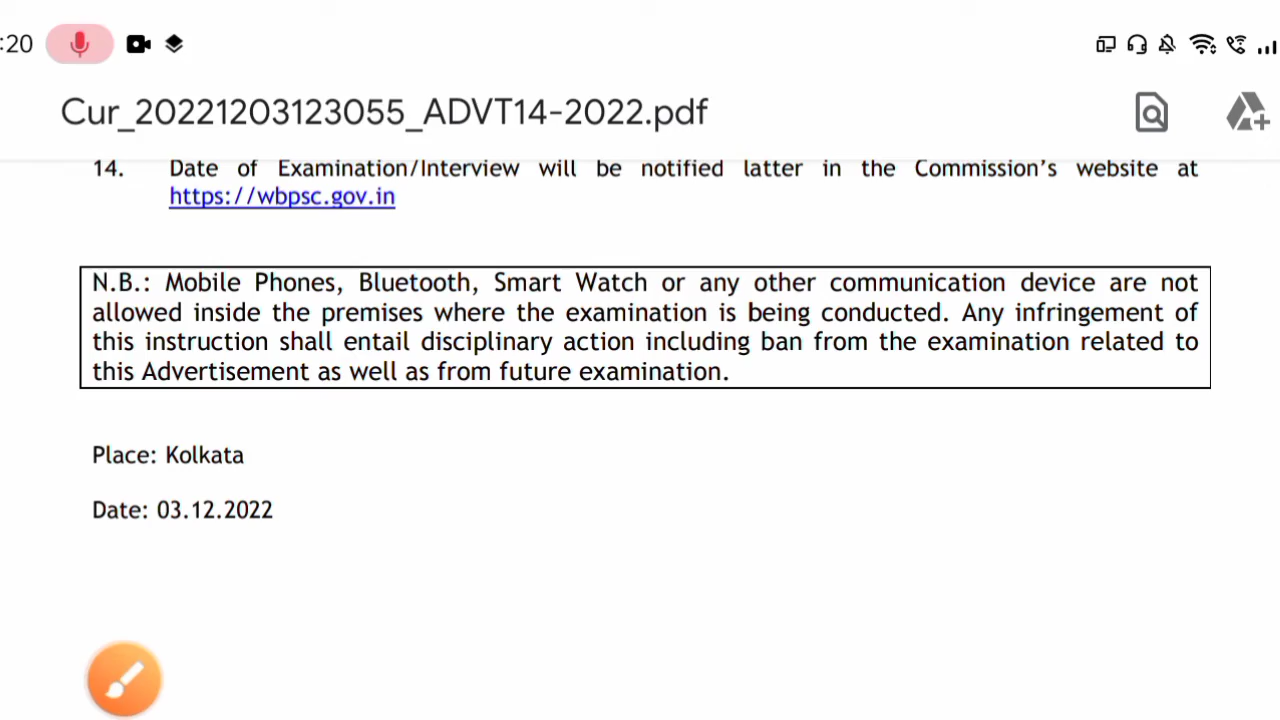 :20
Cur_20221203123055_ADVT14-2022.pdf
14. Date of Examination/Interview will be notified latter in the Commission's website at
https://wbpsc.gov.in
N.B.: Mobile Phones, Bluetooth, Smart Watch or any other communication device are not
allowed inside the premises where the examination is being conducted. Any infringement of
this instruction shall entail disciplinary action including ban from the examination related to
this Advertisement as well as from future examination.
Place: Kolkata
Date: 03.12.2022